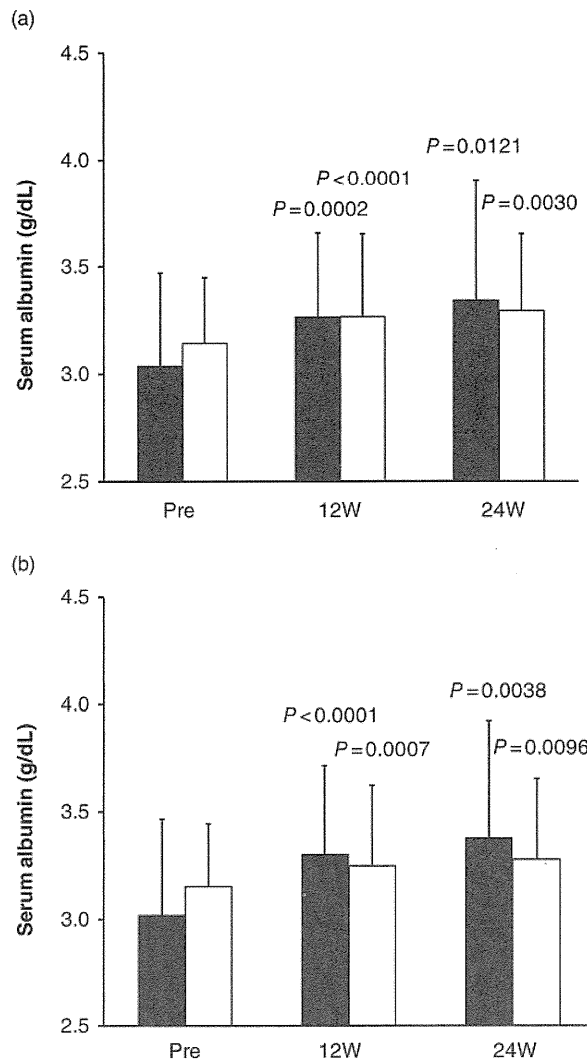 (a)
4.5
4.0
3.5
3.0
2.5
Serum albumin (g/dL)
P=0.0121
P<0.0001
P=0.0030
P=0.0002
Pre 12W 24W
(b)
4.5
4.0
3.5
3.0
2.5
Serum albumin (g/dL)
P=0.0038
P<0.0001
P=0.0007
P=0.0096
Pre 12W 24W